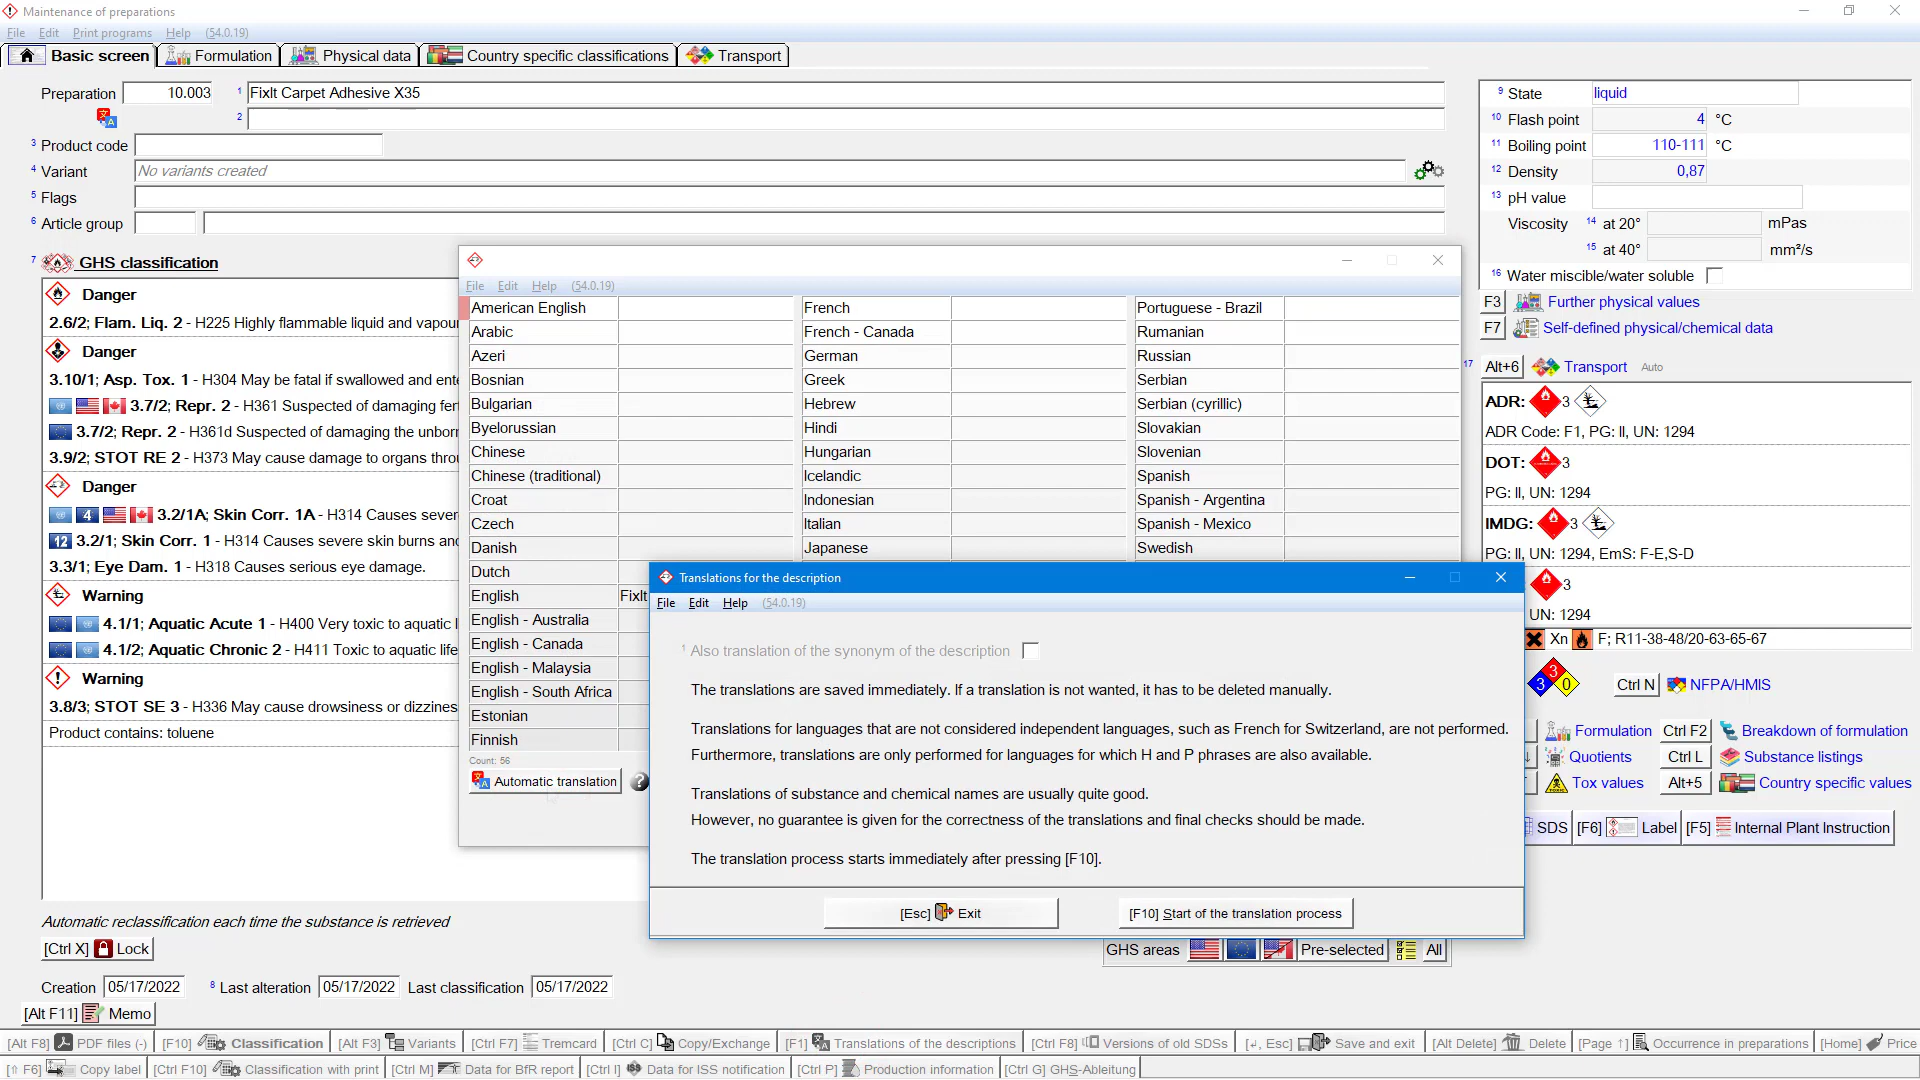 Maintenance of preparations
File Edit Print programs Help (54.0.19)
Basic screen Formulation Physical data Country specific classifications Transport
Preparation 10.003 1 FixIt Carpet Adhesive X35
2
3 Product code
4 Variant No variants created
5 Flags
6 Article group
7 GHS classification
Danger
2.6/2; Flam. Liq. 2 - H225 Highly flammable liquid and vapou
Danger
3.10/1; Asp. Tox. 1 - H304 May be fatal if swallowed and ente
3.7/2; Repr. 2 - H361 Suspected of damaging fer
3.7/2; Repr. 2 - H361d Suspected of damaging the unborn
3.9/2; STOT RE 2 - H373 May cause damage to organs throu
Danger
4 3.2/1A; Skin Corr. 1A - H314 Causes sever
12 3.2/1; Skin Corr. 1 - H314 Causes severe skin burns and
3.3/1; Eye Dam. 1 - H318 Causes serious eye damage.
Warning
4.1/1; Aquatic Acute 1 - H400 Very toxic to aquatic l
4.1/2; Aquatic Chronic 2 - H411 Toxic to aquatic life
Warning
3.8/3; STOT SE 3 - H336 May cause drowsiness or dizzines
Product contains: toluene
Automatic reclassification each time the substance is retrieved
[Ctrl X] Lock
Creation 05/17/2022 8 Last alteration 05/17/2022 Last classification 05/17/2022
[Alt F11] Memo
File Edit Help (54.0.19)
American English
Arabic
Azeri
Bosnian
Bulgarian
Byelorussian
Chinese
Chinese (traditional)
Croat
Czech
Danish
Dutch
English FixIt
English - Australia
English - Canada
English - Malaysia
English - South Africa
Estonian
Finnish
French
French - Canada
German
Greek
Hebrew
Hindi
Hungarian
Icelandic
Indonesian
Italian
Japanese
Portuguese - Brazil
Rumanian
Russian
Serbian
Serbian (cyrillic)
Slovakian
Slovenian
Spanish
Spanish - Argentina
Spanish - Mexico
Swedish
Count: 56
Automatic translation ?
Translations for the description
File Edit Help (54.0.19)
1 Also translation of the synonym of the description
The translations are saved immediately. If a translation is not wanted, it has to be deleted manually.
Translations for languages that are not considered independent languages, such as French for Switzerland, are not performed.
Furthermore, translations are only performed for languages for which H and P phrases are also available.
Translations of substance and chemical names are usually quite good.
However, no guarantee is given for the correctness of the translations and final checks should be made.
The translation process starts immediately after pressing [F10].
[Esc] Exit [F10] Start of the translation process
GHS areas Pre-selected All
9 State liquid
10 Flash point 4 °C
11 Boiling point 110-111 °C
12 Density 0,87
13 pH value
Viscosity 14 at 20° mPas
15 at 40° mm²/s
16 Water miscible/water soluble
F3 Further physical values
F7 Self-defined physical/chemical data
17 Alt+6 Transport Auto
ADR: 3
ADR Code: F1, PG: II, UN: 1294
DOT: 3
PG: II, UN: 1294
IMDG: 3
PG: II, UN: 1294, EmS: F-E,S-D
3
UN: 1294
Xn F; R11-38-48/20-63-65-67
3 3 0 Ctrl N NFPA/HMIS
Formulation Ctrl F2 Breakdown of formulation
Quotients Ctrl L Substance listings
Tox values Alt+5 Country specific values
SDS [F6] Label [F5] Internal Plant Instruction
[Alt F8] PDF files (-) [F10] Classification [Alt F3] Variants [Ctrl F7] Tremcard [Ctrl C] Copy/Exchange [F1] Translations of the descriptions [Ctrl F8] Versions of old SDSs [↲, Esc] Save and exit [Alt Delete] Delete [Page ↑] Occurrence in preparations [Home] Price
[⇧ F6] Copy label [Ctrl F10] Classification with print [Ctrl M] Data for BfR report [Ctrl I] Data for ISS notification [Ctrl P] Production information [Ctrl G] GHS-Ableitung